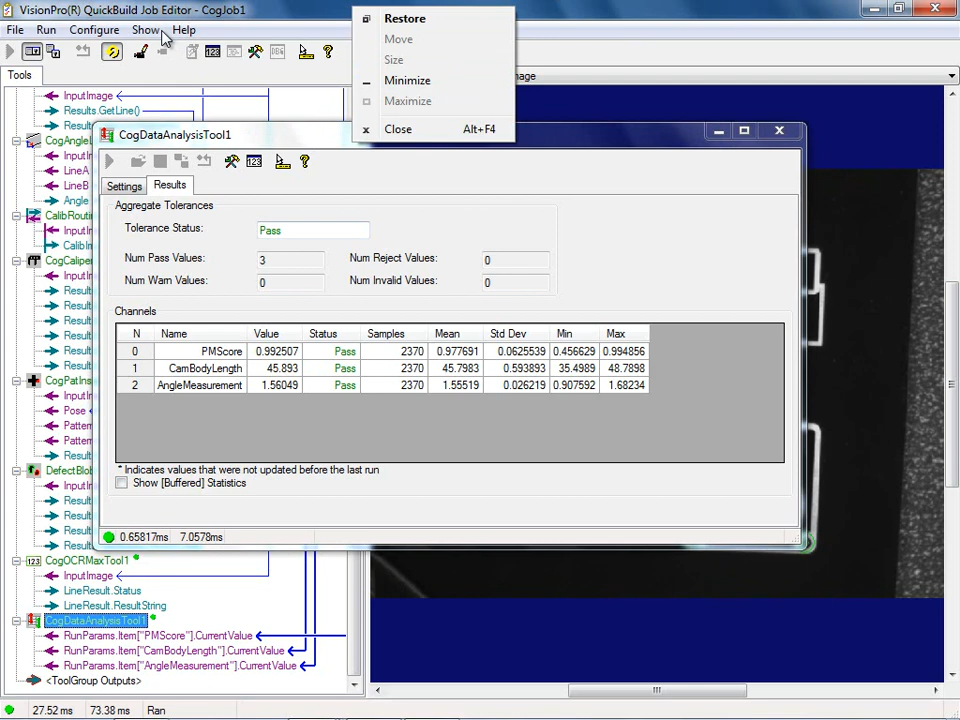 VisionPro(R) QuickBuild Job Editor - CogJob1
File Run Configure Show Help
Restore
Move
Size
Minimize
Maximize
Close Alt+F4
Tools
InputImage
Results.GetLine()
CogDataAnalysisTool1
Settings Results
Aggregate Tolerances
Tolerance Status: Pass
Num Pass Values: 3 Num Reject Values: 0
Num Warn Values: 0 Num Invalid Values: 0
Channels
N Name Value Status Samples Mean Std Dev Min Max
0 PMScore 0.992507 Pass 2370 0.977691 0.0625539 0.456629 0.994856
1 CamBodyLength 45.893 Pass 2370 45.7983 0.593893 35.4989 48.7898
2 AngleMeasurement 1.56049 Pass 2370 1.55519 0.026219 0.907592 1.68234
* Indicates values that were not updated before the last run
Show [Buffered] Statistics
0.65817ms 7.0578ms
LineA
LineB
Angle
Pose
CogOCRMaxTool1
InputImage
LineResult.Status
LineResult.ResultString
CogDataAnalysisTool1
RunParams.Item["PMScore"].CurrentValue
RunParams.Item["CamBodyLength"].CurrentValue
RunParams.Item["AngleMeasurement"].CurrentValue
<ToolGroup Outputs>
27.52 ms 73.38 ms Ran